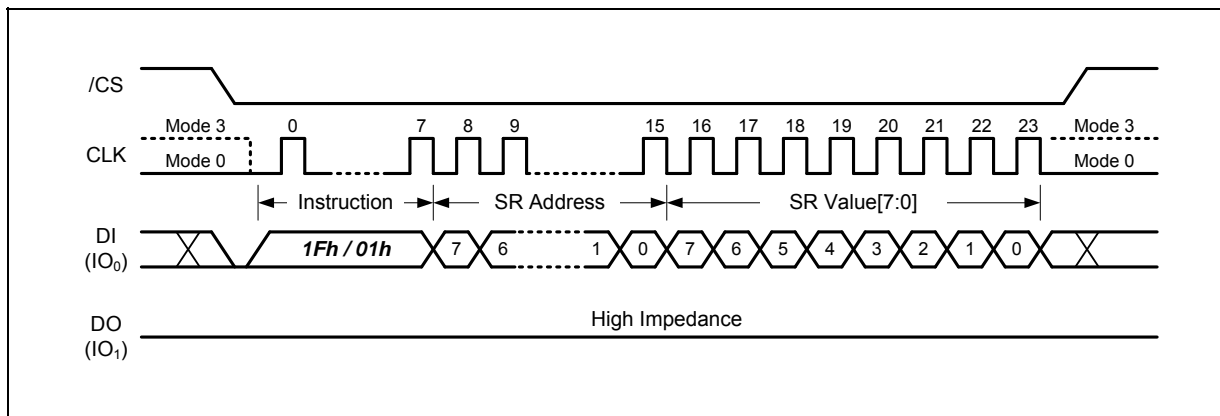 /CS
Mode 3 0 7 8 9 15 16 17 18 19 20 21 22 23 Mode 3
CLK
Mode 0 Mode 0
Instruction SR Address SR Value[7:0]
DI
(IO₀)
1Fh / 01h 7 6 1 0 7 6 5 4 3 2 1 0
High Impedance
DO
(IO₁)